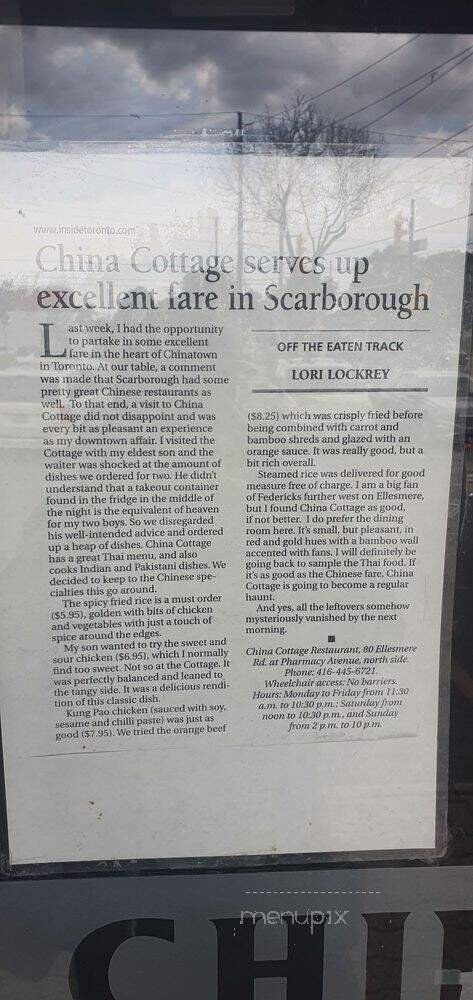 www.insidetoronto.com
China Cottage serves up
excellent fare in Scarborough
Last week, I had the opportunity
to partake in some excellent
fare in the heart of Chinatown
in Toronto. At our table, a comment
was made that Scarborough had some
pretty great Chinese restaurants as
well. To that end, a visit to China
Cottage did not disappoint and was
every bit as pleasant an experience
as my downtown affair. I visited the
Cottage with my eldest son and the
waiter was shocked at the amount of
dishes we ordered for two. He didn't
understand that a takeout container
found in the fridge in the middle of
the night is the equivalent of heaven
for my two boys. So we disregarded
his well-intended advice and ordered
up a heap of dishes. China Cottage
has a great Thai menu, and also
cooks Indian and Pakistani dishes. We
decided to keep to the Chinese spe-
cialties this go around.
The spicy fried rice is a must order
($5.95), golden with bits of chicken
and vegetables with just a touch of
spice around the edges.
My son wanted to try the sweet and
sour chicken ($6.95), which I normally
find too sweet. Not so at the Cottage. It
was perfectly balanced and leaned to
the tangy side. It was a delicious rendi-
tion of this classic dish.
Kung Pao chicken (sauced with soy,
sesame and chilli paste) was just as
good ($7.95). We tried the orange beef
OFF THE EATEN TRACK
LORI LOCKREY
($8.25) which was crisply fried before
being combined with carrot and
bamboo shreds and glazed with an
orange sauce. It was really good, but a
bit rich overall.
Steamed rice was delivered for good
measure free of charge. I am a big fan
of Federicks further west on Ellesmere,
but I found China Cottage as good,
if not better. I do prefer the dining
room here. It's small, but pleasant, in
red and gold hues with a bamboo wall
accented with fans. I will definitely be
going back to sample the Thai food. If
it's as good as the Chinese fare, China
Cottage is going to become a regular
haunt.
And yes, all the leftovers somehow
mysteriously vanished by the next
morning.
China Cottage Restaurant, 80 Ellesmere
Rd. at Pharmacy Avenue, north side.
Phone: 416-445-6721.
Wheelchair access: No barriers.
Hours: Monday to Friday from 11:30
a.m. to 10:30 p.m.; Saturday from
noon to 10:30 p.m., and Sunday
from 2 p.m. to 10 p.m.
menupix
CHI